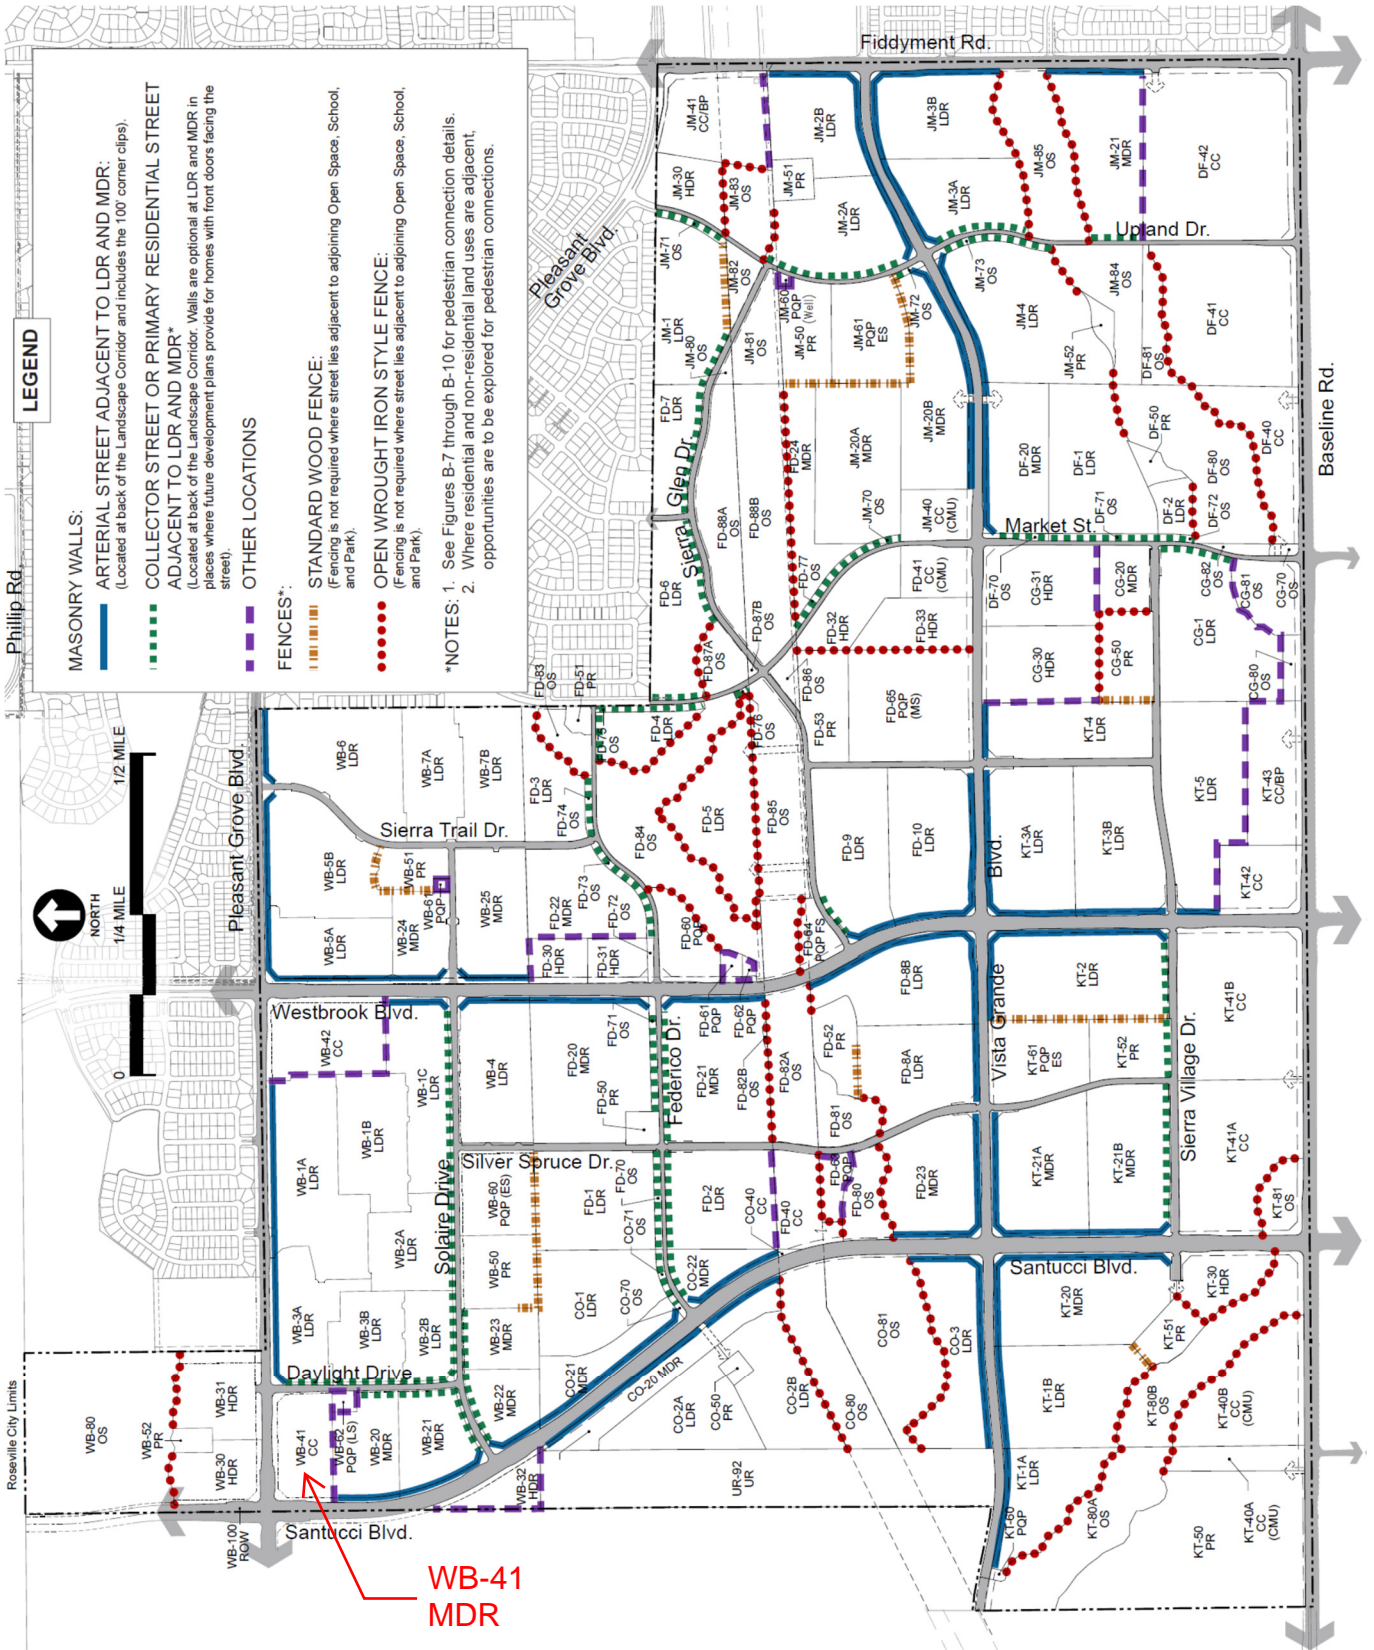 LEGEND
MASONRY WALLS:
ARTERIAL STREET ADJACENT TO LDR AND MDR:
(Located at back of the Landscape Corridor and includes the 100' corner clips).
COLLECTOR STREET OR PRIMARY RESIDENTIAL STREET
ADJACENT TO LDR AND MDR*
(Located at back of the Landscape Corridor. Walls are optional at LDR and MDR in
places where future development plans provide for homes with front doors facing the
street).
OTHER LOCATIONS
FENCES*:
STANDARD WOOD FENCE:
(Fencing is not required where street lies adjacent to adjoining Open Space, School,
and Park).
OPEN WROUGHT IRON STYLE FENCE:
(Fencing is not required where street lies adjacent to adjoining Open Space, School,
and Park).
*NOTES: 1. See Figures B-7 through B-10 for pedestrian connection details.
2. Where residential and non-residential land uses are adjacent,
opportunities are to be explored for pedestrian connections.
NORTH
0
1/4 MILE
1/2 MILE
Phillip Rd.
Fiddyment Rd.
Pleasant
Grove Blvd.
Pleasant Grove Blvd.
Sierra Glen Dr.
Upland Dr.
Baseline Rd.
Market St.
Sierra Trail Dr.
Westbrook Blvd.
Federico Dr.
Vista Grande
Blvd.
Sierra Village Dr.
Silver Spruce Dr.
Solaire Drive
Daylight Drive
Santucci Blvd.
Santucci Blvd.
Roseville City Limits
JM-41
CC/BP
JM-30
HDR
JM-83
OS
JM-2B
LDR
JM-51
PR
JM-3B
LDR
JM-85
OS
JM-21
MDR
DF-42
CC
JM-71
OS
JM-82
OS
JM-2A
LDR
JM-3A
LDR
JM-1
LDR
JM-80
OS
JM-81
OS
JM-60
PQP
(Well)
JM-50
PR
JM-61
PQP
ES
JM-72
OS
JM-73
OS
JM-4
LDR
JM-84
OS
JM-52
PR
DF-81
OS
DF-41
CC
FD-7
LDR
FD-24
MDR
JM-20A
MDR
JM-20B
MDR
DF-20
MDR
DF-1
LDR
DF-50
PR
DF-80
OS
DF-40
CC
FD-88A
OS
FD-88B
OS
JM-70
OS
JM-40
CC
(CMU)
DF-71
OS
DF-2
LDR
DF-72
OS
FD-6
LDR
FD-87A
OS
FD-87B
OS
FD-77
OS
FD-32
HDR
FD-41
CC
(CMU)
FD-33
HDR
DF-70
OS
CG-31
HDR
CG-20
MDR
CG-82
OS
CG-81
OS
CG-70
OS
CG-1
LDR
CG-30
HDR
CG-50
PR
CG-80
OS
FD-83
OS
FD-51
PR
FD-75
OS
FD-4
LDR
FD-76
OS
FD-86
OS
FD-53
PR
FD-65
PQP
(MS)
KT-4
LDR
KT-5
LDR
KT-43
CC/BP
WB-6
LDR
WB-7A
LDR
WB-7B
LDR
FD-3
LDR
FD-74
OS
FD-84
OS
FD-5
LDR
FD-85
OS
FD-9
LDR
FD-10
LDR
KT-3A
LDR
KT-3B
LDR
KT-42
CC
WB-5B
LDR
WB-51
PR
WB-61
PQP
WB-5A
LDR
WB-24
MDR
WB-25
MDR
FD-22
MDR
FD-73
OS
FD-72
OS
FD-30
HDR
FD-31
HDR
FD-60
PQP
FD-64
PQP FS
FD-61
PQP
FD-62
PQP
FD-8B
LDR
KT-2
LDR
KT-41B
CC
WB-42
CC
WB-1C
LDR
WB-4
LDR
FD-20
MDR
FD-71
OS
FD-50
PR
FD-21
MDR
FD-82B
OS
FD-82A
OS
FD-52
PR
FD-8A
LDR
FD-81
OS
KT-61
PQP
ES
KT-52
PR
WB-1A
LDR
WB-1B
LDR
WB-2A
LDR
WB-60
PQP (ES)
WB-50
PR
FD-1
LDR
FD-70
OS
CO-71
OS
FD-2
LDR
CO-40
CC
FD-40
CC
FD-63
PQP
FD-80
OS
FD-23
MDR
KT-21A
MDR
KT-21B
MDR
KT-41A
CC
KT-81
OS
WB-3A
LDR
WB-3B
LDR
WB-2B
LDR
WB-23
MDR
CO-1
LDR
CO-70
OS
CO-22
MDR
CO-81
OS
CO-3
LDR
KT-20
MDR
KT-51
PR
KT-30
HDR
WB-80
OS
WB-52
PR
WB-31
HDR
WB-30
HDR
WB-41
CC
WB-62
PQP (LS)
WB-20
MDR
WB-21
MDR
WB-22
MDR
CO-21
MDR
CO-20 MDR
CO-2A
LDR
CO-50
PR
CO-2B
LDR
CO-80
OS
KT-1B
LDR
KT-80B
OS
KT-40B
CC
(CMU)
WB-32
HDR
UR-92
UR
KT-1A
LDR
KT-60
PQP
KT-80A
OS
KT-50
PR
KT-40A
CC
(CMU)
WB-100
ROW
WB-41
MDR